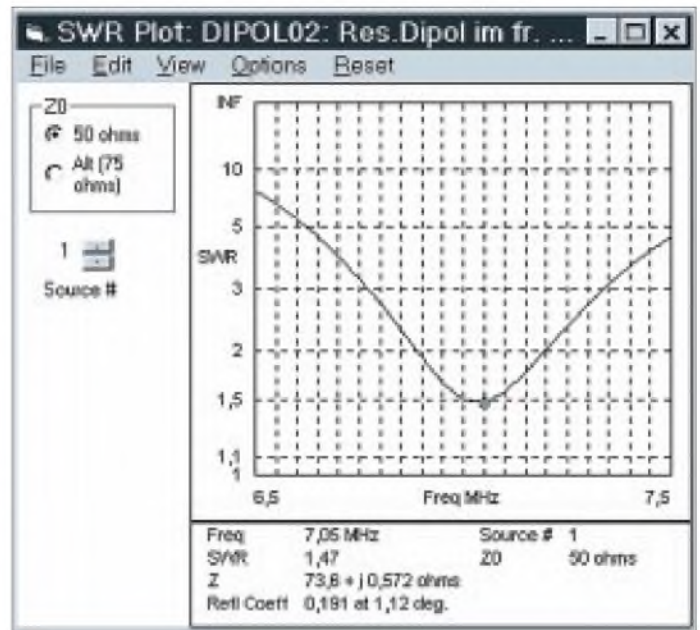 SWR Plot: DIPOL02: Res.Dipol im fr. ...
File Edit View Options Reset
Z0
50 ohms
Alt (75
ohms)
1
Source #
INF
10
5
SWR
3
2
1,5
1,1
1
6,5 Freq MHz 7,5
Freq 7,05 MHz Source # 1
SWR 1,47 Z0 50 ohms
Z 73,6 + j 0,572 ohms
Refl Coeff 0,191 at 1,12 deg.